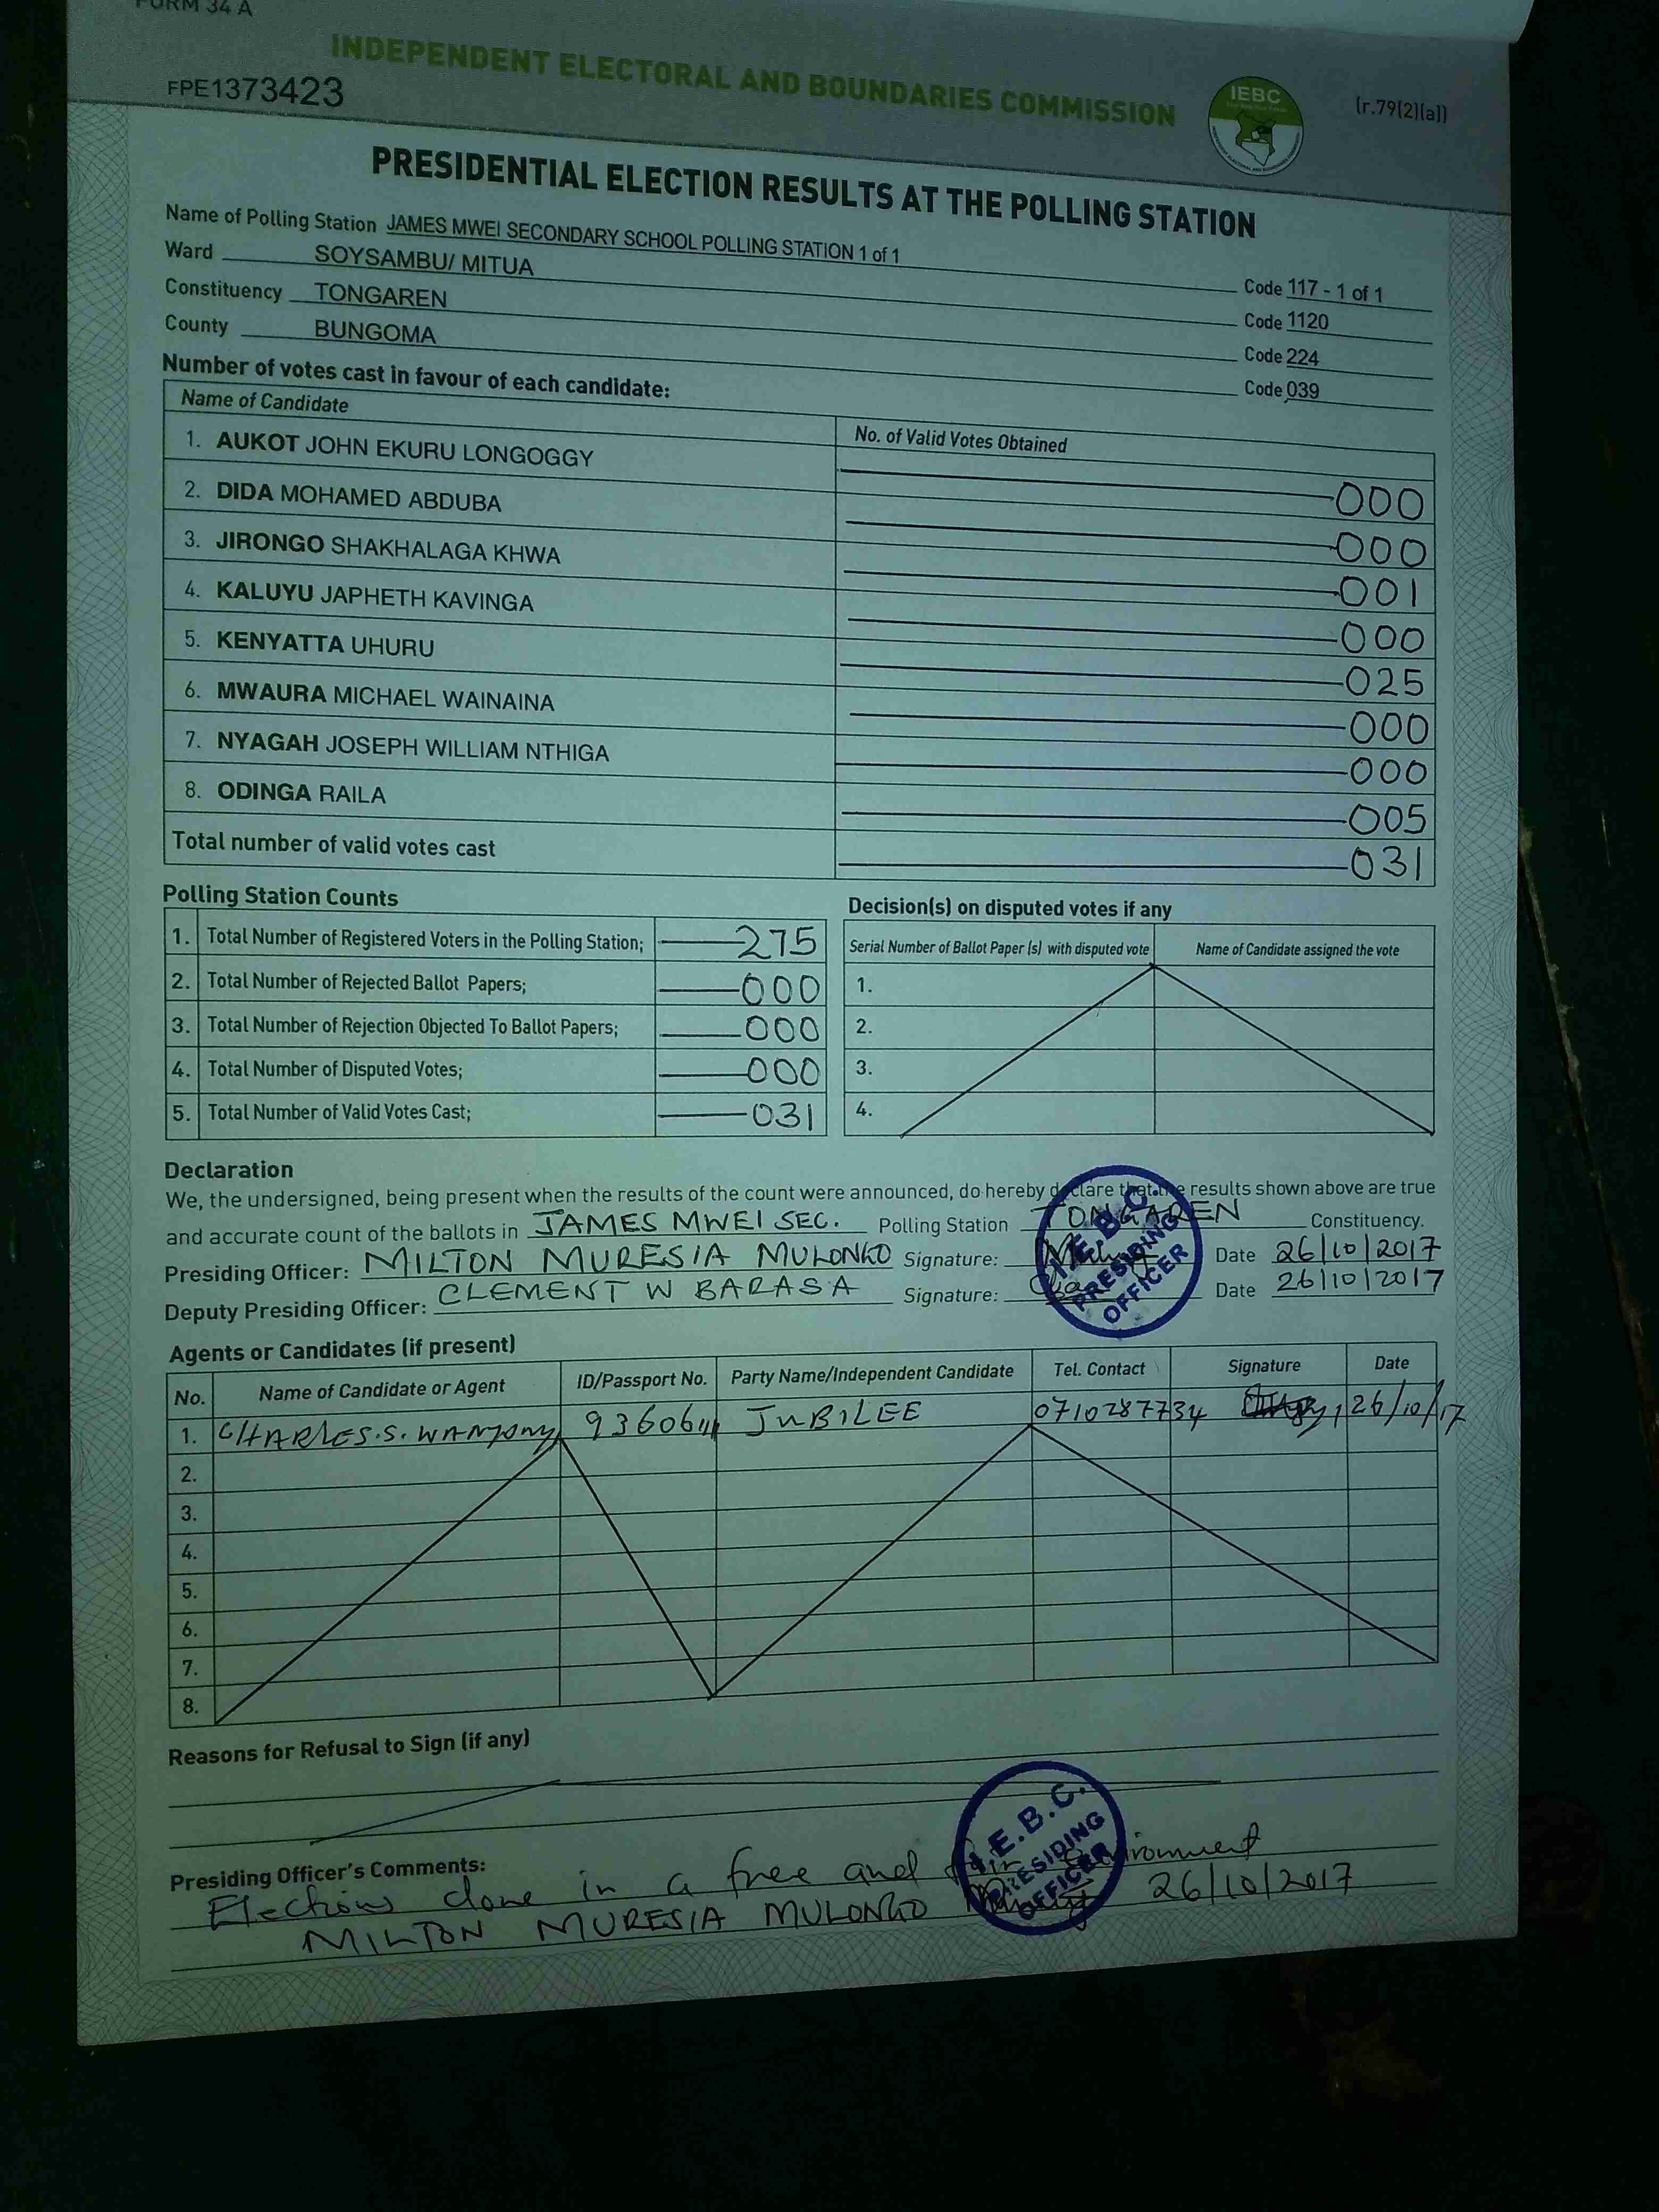 FORM 34 A
INDEPENDENT ELECTORAL AND BOUNDARIES COMMISSION
FPE1373423
IEBC
(r.79(2)(a))
PRESIDENTIAL ELECTION RESULTS AT THE POLLING STATION
Name of Polling Station JAMES MWEI SECONDARY SCHOOL POLLING STATION 1 of 1 Code 117 - 1 of 1
Ward SOYSAMBU/ MITUA Code 1120
Constituency TONGAREN Code 224
County BUNGOMA Code 039
Number of votes cast in favour of each candidate:
Name of Candidate No. of Valid Votes Obtained
1. AUKOT JOHN EKURU LONGOGGY 000
2. DIDA MOHAMED ABDUBA 000
3. JIRONGO SHAKHALAGA KHWA 001
4. KALUYU JAPHETH KAVINGA 000
5. KENYATTA UHURU 025
6. MWAURA MICHAEL WAINAINA 000
7. NYAGAH JOSEPH WILLIAM NTHIGA 000
8. ODINGA RAILA 005
Total number of valid votes cast 031
Polling Station Counts
1. Total Number of Registered Voters in the Polling Station; 275
2. Total Number of Rejected Ballot Papers; 000
3. Total Number of Rejection Objected To Ballot Papers; 000
4. Total Number of Disputed Votes; 000
5. Total Number of Valid Votes Cast; 031
Decision(s) on disputed votes if any
Serial Number of Ballot Paper (s) with disputed vote Name of Candidate assigned the vote
1.
2.
3.
4.
Declaration
We, the undersigned, being present when the results of the count were announced, do hereby declare that the results shown above are true
and accurate count of the ballots in JAMES MWEI SEC. Polling Station TONGAREN Constituency.
Presiding Officer: MILTON MURESIA MULONGO Signature: Date 26/10/2017
Deputy Presiding Officer: CLEMENT W BARASA Signature: Date 26/10/2017
I.E.B.C. PRESIDING OFFICER
Agents or Candidates (if present)
No. Name of Candidate or Agent ID/Passport No. Party Name/Independent Candidate Tel. Contact Signature Date
1. CHARLES.S. JUBILEE 0710287734 26/10/17
2.
3.
4.
5.
6.
7.
8.
Reasons for Refusal to Sign (if any)
Presiding Officer's Comments:
Elections done in a free and fair environment
MILTON MURESIA MULONGO 26/10/2017
I.E.B.C. PRESIDING OFFICER